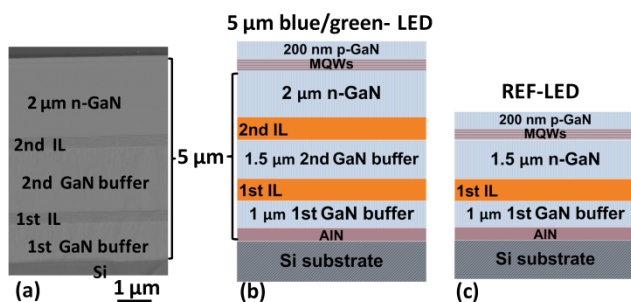 5 μm blue/green- LED
2 μm n-GaN
2nd IL
2nd GaN buffer
1st IL
1st GaN buffer
Si
(a)
1 μm
5 μm
200 nm p-GaN
MQWs
2 μm n-GaN
2nd IL
1.5 μm 2nd GaN buffer
1st IL
1 μm 1st GaN buffer
AlN
Si substrate
(b)
REF-LED
200 nm p-GaN
MQWs
1.5 μm n-GaN
1st IL
1 μm 1st GaN buffer
AlN
Si substrate
(c)